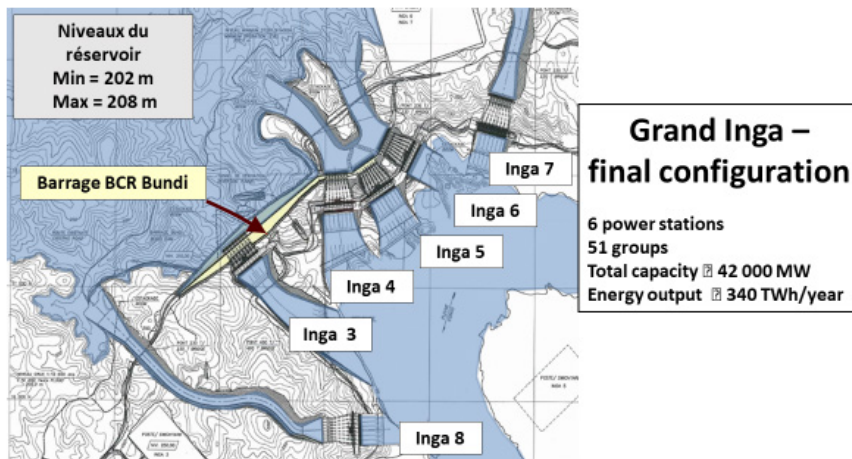 Niveaux du
réservoir
Min = 202 m
Max = 208 m
Barrage BCR Bundi
Inga 7
Inga 6
Inga 5
Inga 4
Inga 3
Inga 8
Grand Inga –
final configuration
6 power stations
51 groups
Total capacity 42 000 MW
Energy output 340 TWh/year